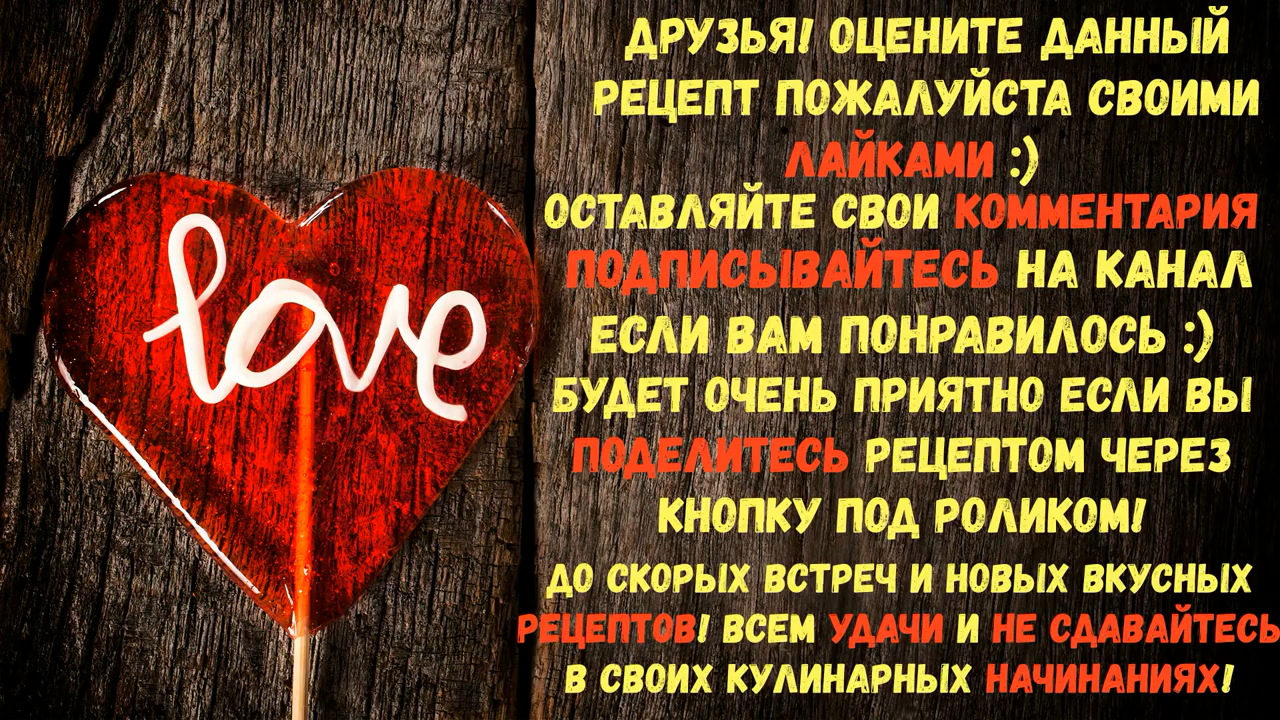 love
ДРУЗЬЯ! ОЦЕНИТЕ ДАННЫЙ
РЕЦЕПТ ПОЖАЛУЙСТА СВОИМИ
ЛАЙКАМИ :)
ОСТАВЛЯЙТЕ СВОИ КОММЕНТАРИЯ
ПОДПИСЫВАЙТЕСЬ НА КАНАЛ
ЕСЛИ ВАМ ПОНРАВИЛОСЬ :)
БУДЕТ ОЧЕНЬ ПРИЯТНО ЕСЛИ ВЫ
ПОДЕЛИТЕСЬ РЕЦЕПТОМ ЧЕРЕЗ
КНОПКУ ПОД РОЛИКОМ!
ДО СКОРЫХ ВСТРЕЧ И НОВЫХ ВКУСНЫХ
РЕЦЕПТОВ! ВСЕМ УДАЧИ И НЕ СДАВАЙТЕСЬ
В СВОИХ КУЛИНАРНЫХ НАЧИНАНИЯХ!